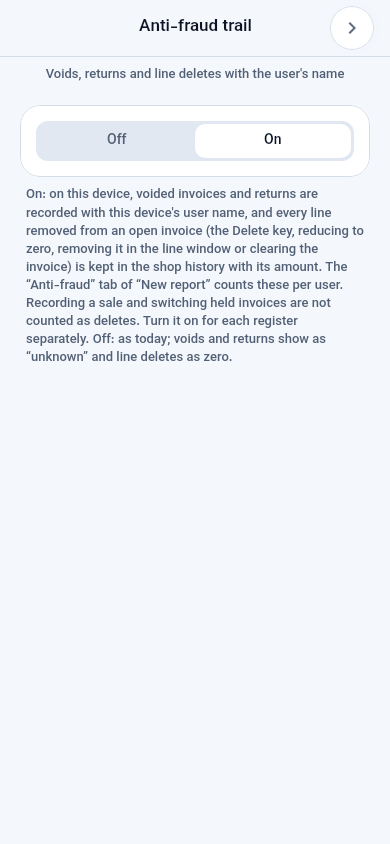 Anti-fraud trail
Voids, returns and line deletes with the user's name
Off
On
On: on this device, voided invoices and returns are
recorded with this device's user name, and every line
removed from an open invoice (the Delete key, reducing to
zero, removing it in the line window or clearing the
invoice) is kept in the shop history with its amount. The
“Anti-fraud” tab of “New report” counts these per user.
Recording a sale and switching held invoices are not
counted as deletes. Turn it on for each register
separately. Off: as today; voids and returns show as
“unknown” and line deletes as zero.